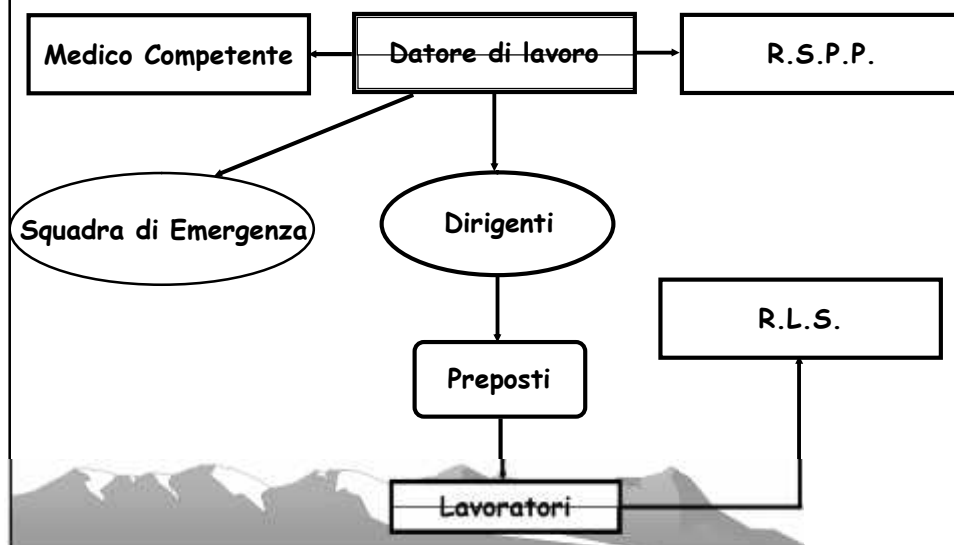 Medico Competente
Datore di lavoro
R.S.P.P.
Squadra di Emergenza
Dirigenti
R.L.S.
Preposti
Lavoratori